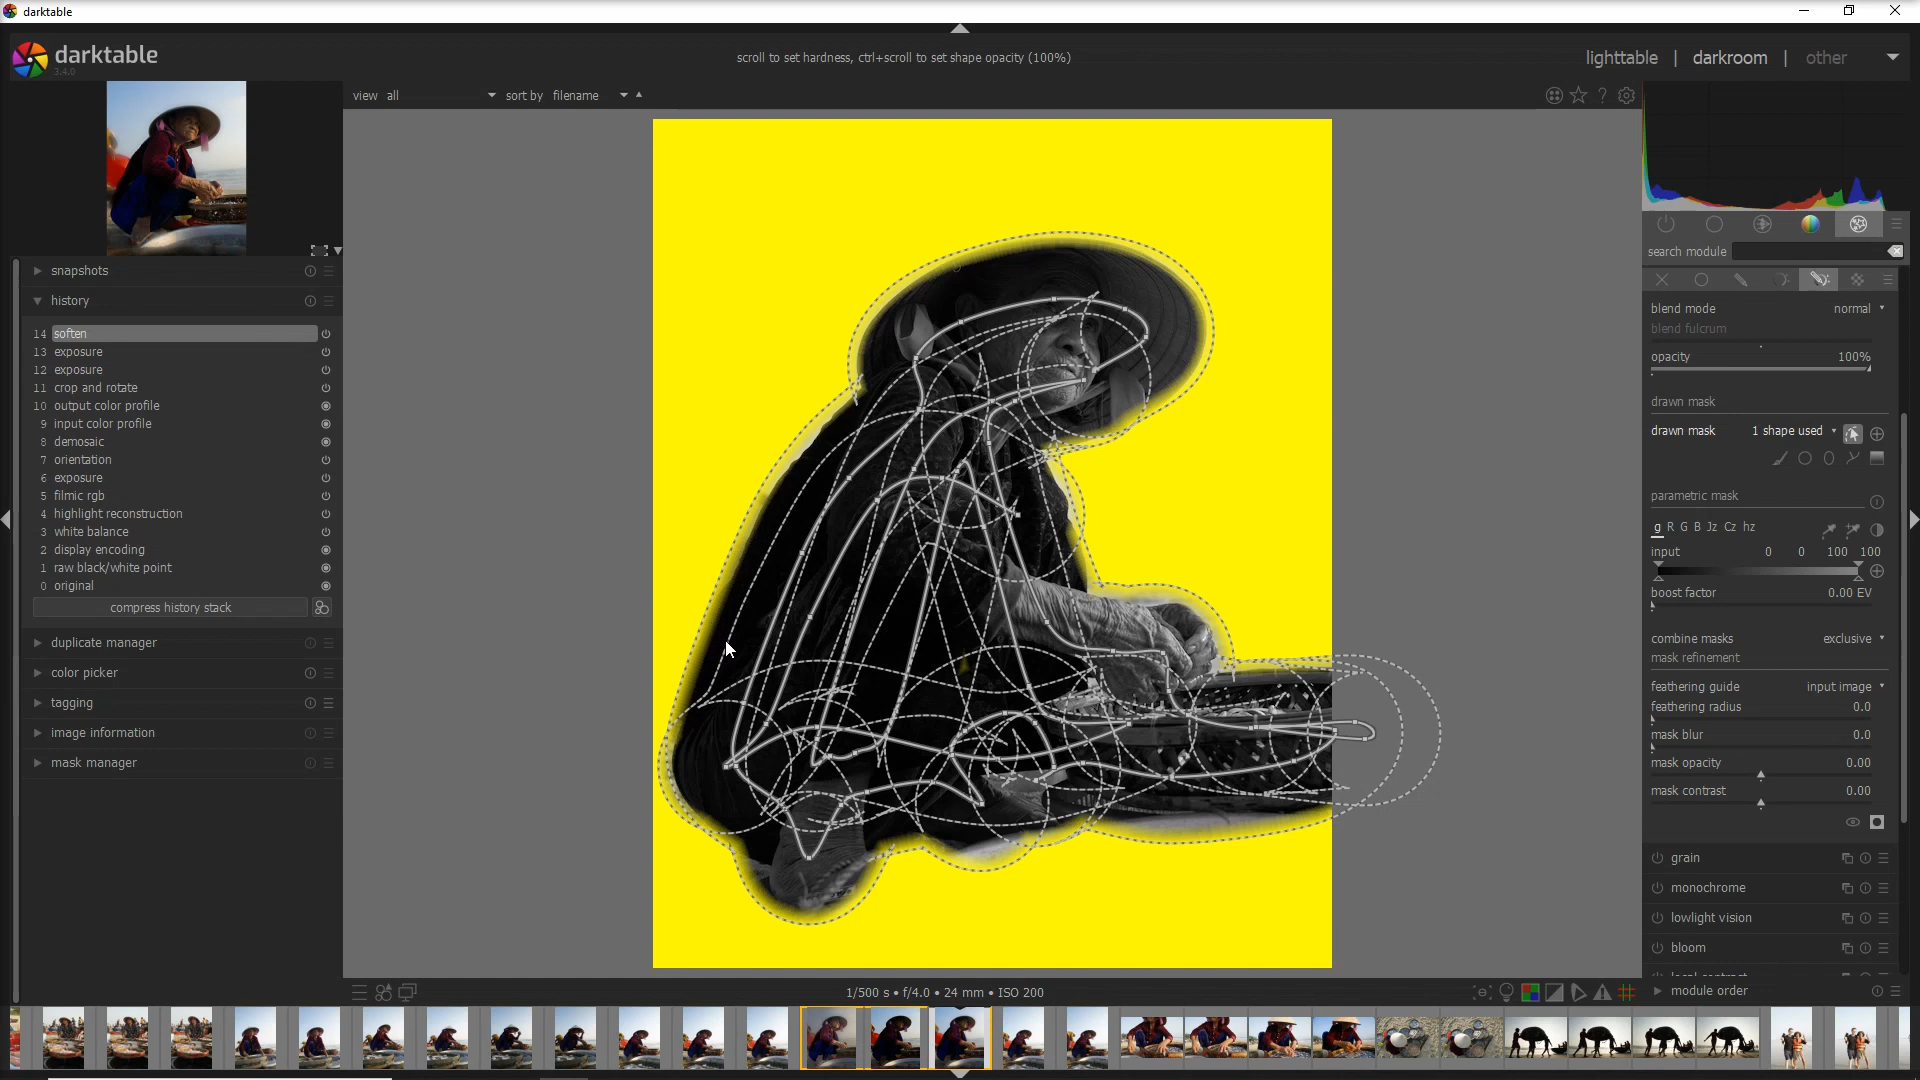 darktable
darktable
3.4.0
scroll to set hardness, ctrl+scroll to set shape opacity (100%)
lighttable | darkroom | other
view all sort by filename
search module
snapshots
history
14 soften
13 exposure
12 exposure
11 crop and rotate
10 output color profile
9 input color profile
8 demosaic
7 orientation
6 exposure
5 filmic rgb
4 highlight reconstruction
3 white balance
2 display encoding
1 raw black/white point
0 original
compress history stack
duplicate manager
color picker
tagging
image information
mask manager
blend mode normal
blend fulcrum
opacity 100%
drawn mask
drawn mask 1 shape used
parametric mask
g R G B Jz Cz hz
input 0 0 100 100
boost factor 0.00 EV
combine masks exclusive
mask refinement
feathering guide input image
feathering radius 0.0
mask blur 0.0
mask opacity 0.00
mask contrast 0.00
grain
monochrome
lowlight vision
bloom
module order
1/500 s • f/4.0 • 24 mm • ISO 200